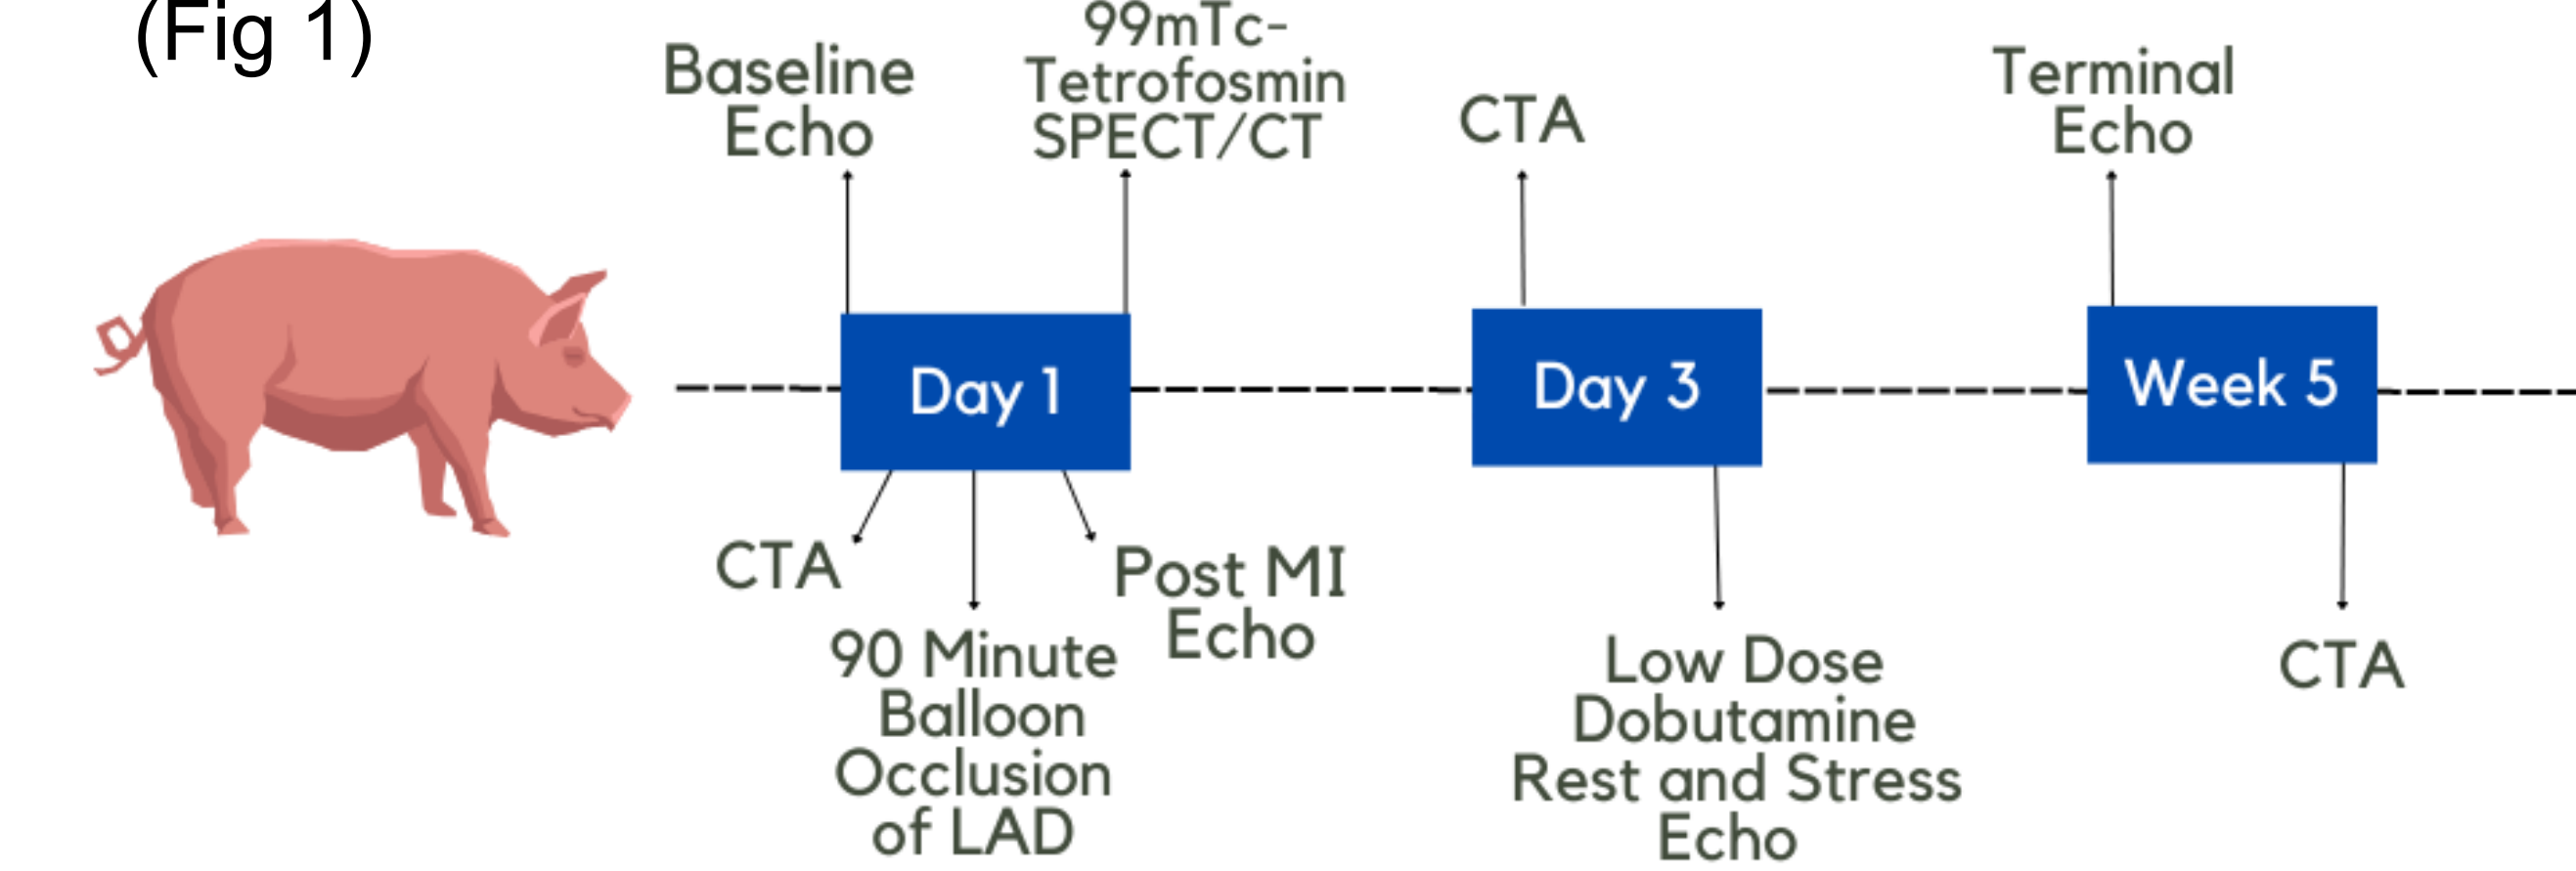 (Fig 1)
Baseline
Echo
99mTc-
Tetrofosmin
SPECT/CT
CTA
Terminal
Echo
Day 1
Day 3
Week 5
CTA
90 Minute
Balloon
Occlusion
of LAD
Post MI
Echo
Low Dose
Dobutamine
Rest and Stress
Echo
CTA